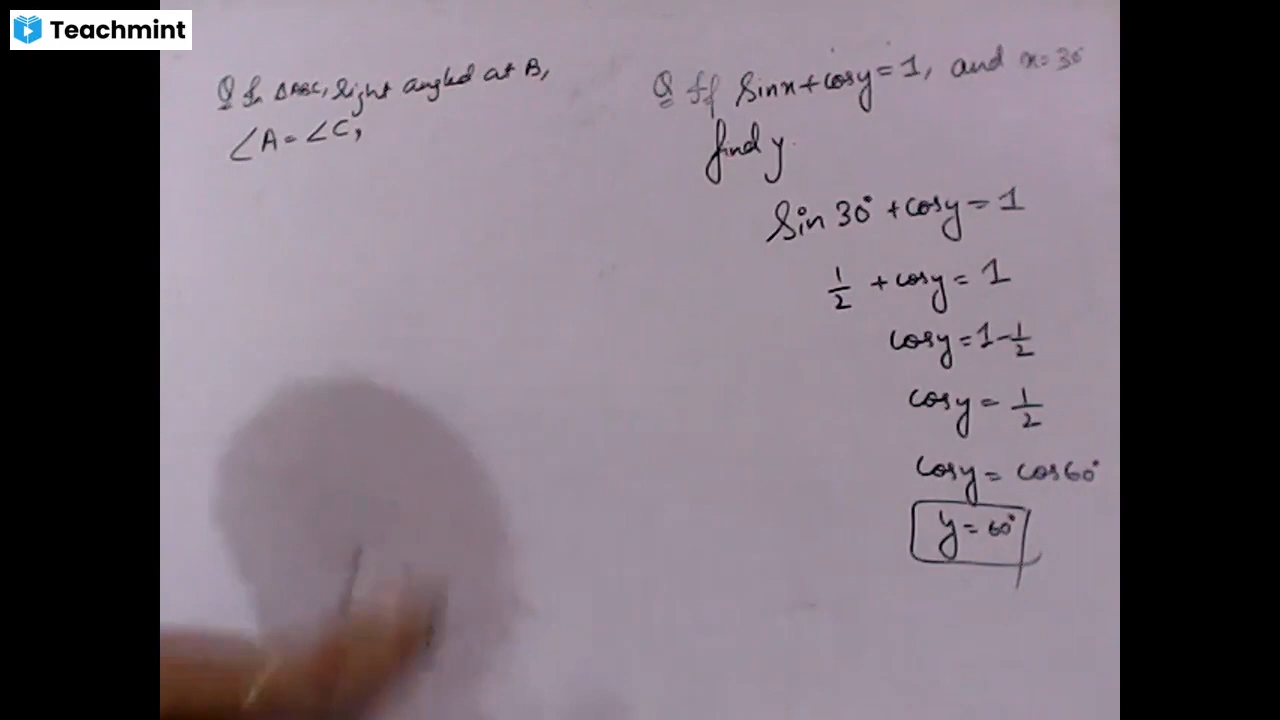 Teachmint
Q In ΔABC, right angled at B,
∠A = ∠C,
Q If Sinx + cosy = 1, and x = 30
find y.
Sin 30° + cosy = 1
1/2 + cosy = 1
cosy = 1 - 1/2
cosy = 1/2
cosy = cos60°
y = 60°